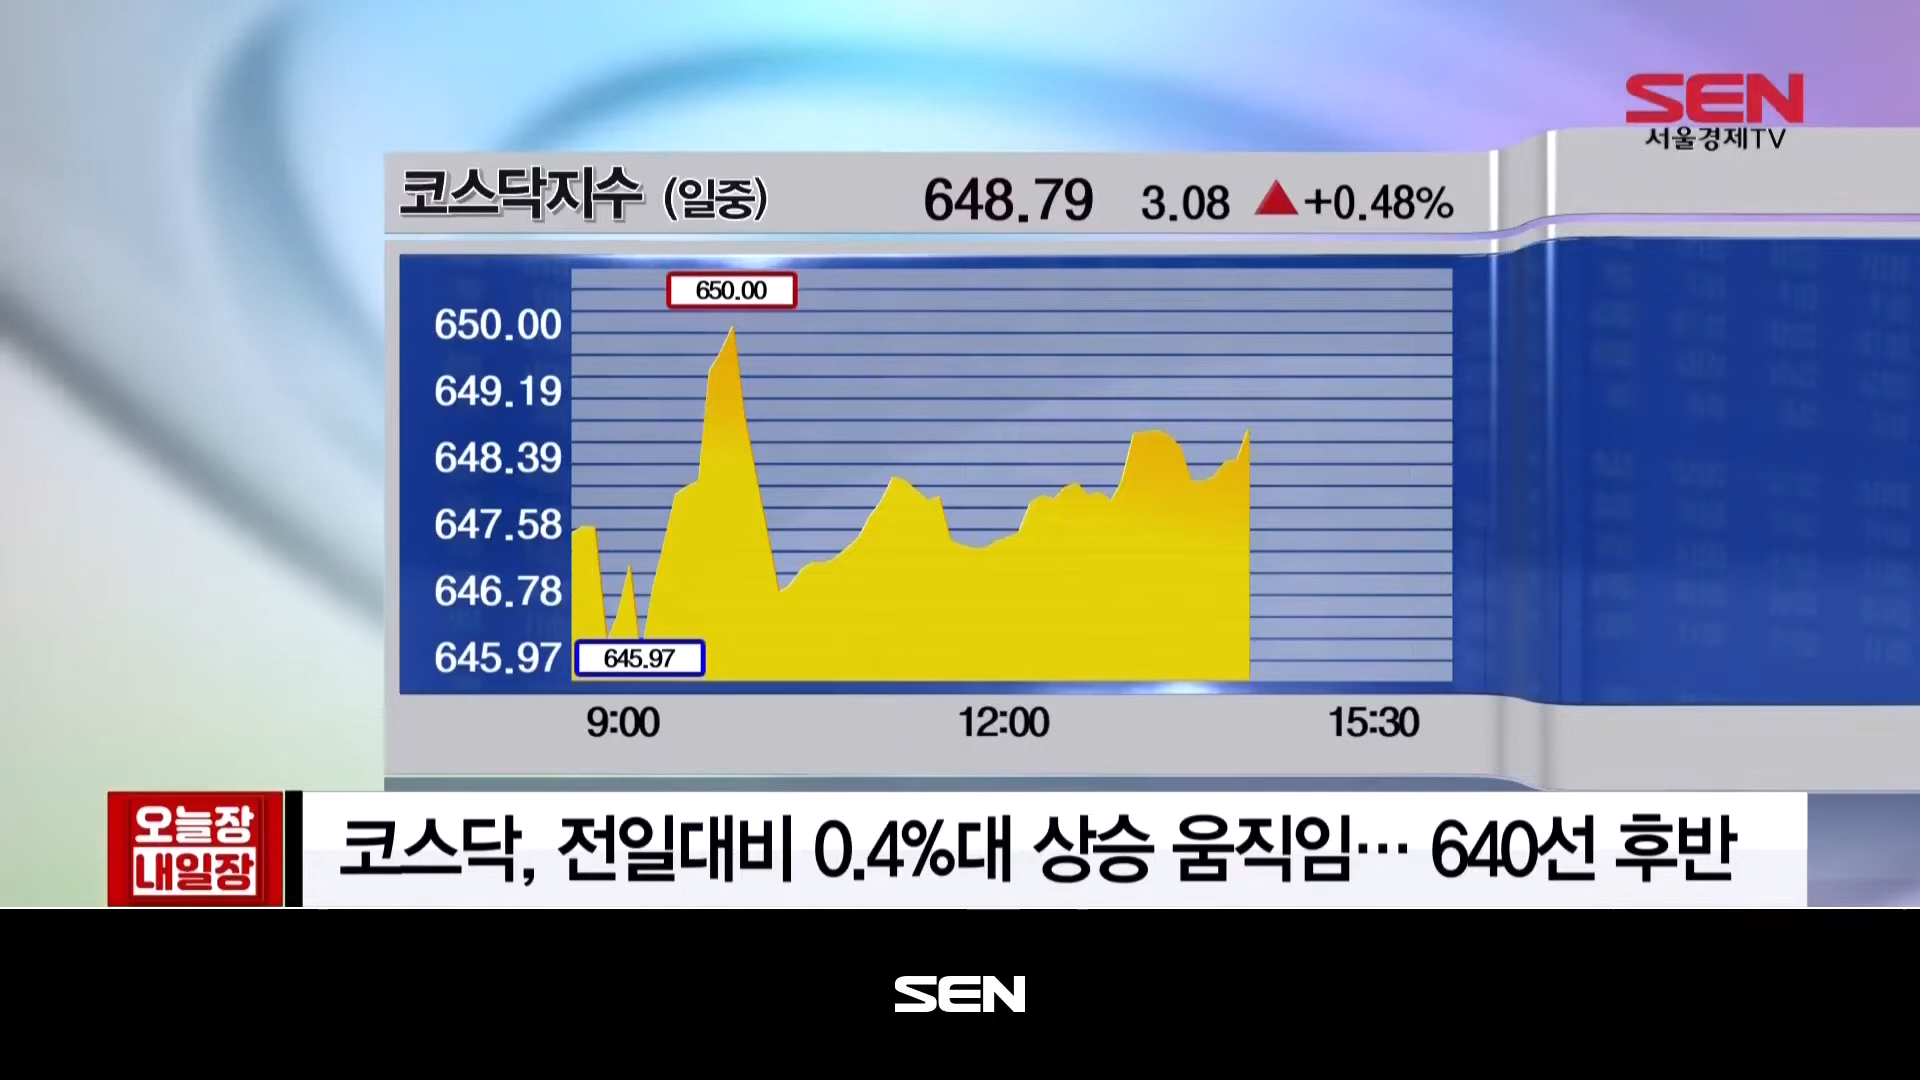 SEN
서울경제TV
코스닥지수 (일중) 648.79 3.08 ▲+0.48%
650.00
650.00
649.19
648.39
647.58
646.78
645.97
645.97
9:00 12:00 15:30
오늘장
내일장
코스닥, 전일대비 0.4%대 상승 움직임… 640선 후반
SEN